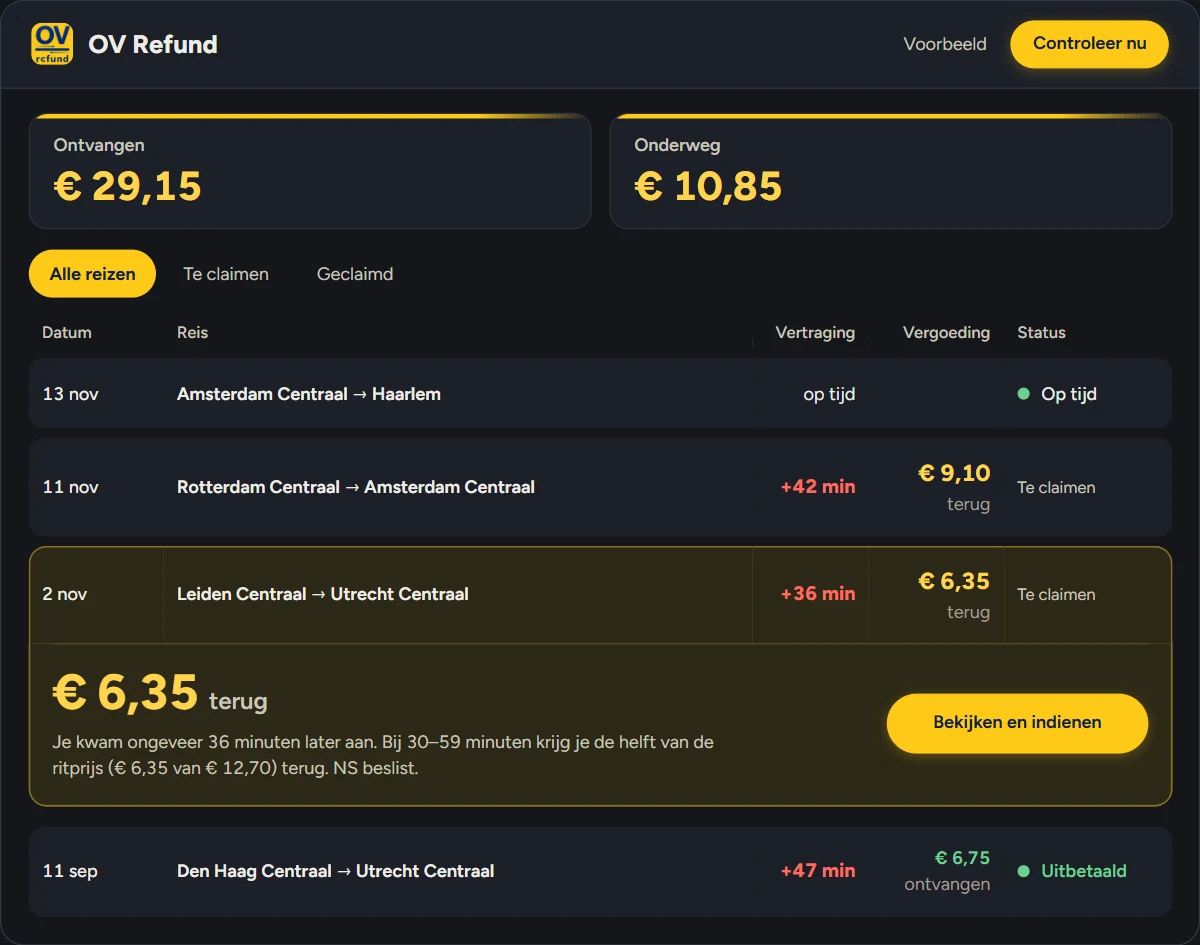 OV
refund
OV Refund
Voorbeeld
Controleer nu
Ontvangen
€ 29,15
Onderweg
€ 10,85
Alle reizen
Te claimen
Geclaimd
Datum
Reis
Vertraging
Vergoeding
Status
13 nov
Amsterdam Centraal → Haarlem
op tijd
Op tijd
11 nov
Rotterdam Centraal → Amsterdam Centraal
+42 min
€ 9,10
terug
Te claimen
2 nov
Leiden Centraal → Utrecht Centraal
+36 min
€ 6,35
terug
Te claimen
€ 6,35 terug
Je kwam ongeveer 36 minuten later aan. Bij 30–59 minuten krijg je de helft van de
ritprijs (€ 6,35 van € 12,70) terug. NS beslist.
Bekijken en indienen
11 sep
Den Haag Centraal → Utrecht Centraal
+47 min
€ 6,75
ontvangen
Uitbetaald